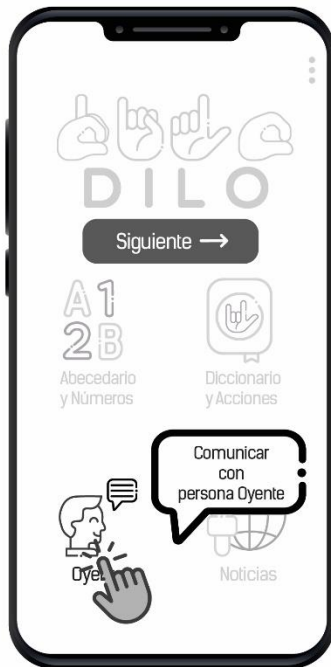 DILO
Siguiente →
A1
2B
Abecedario
y Números
Diccionario
y Acciones
Comunicar
con
persona Oyente
Noticias